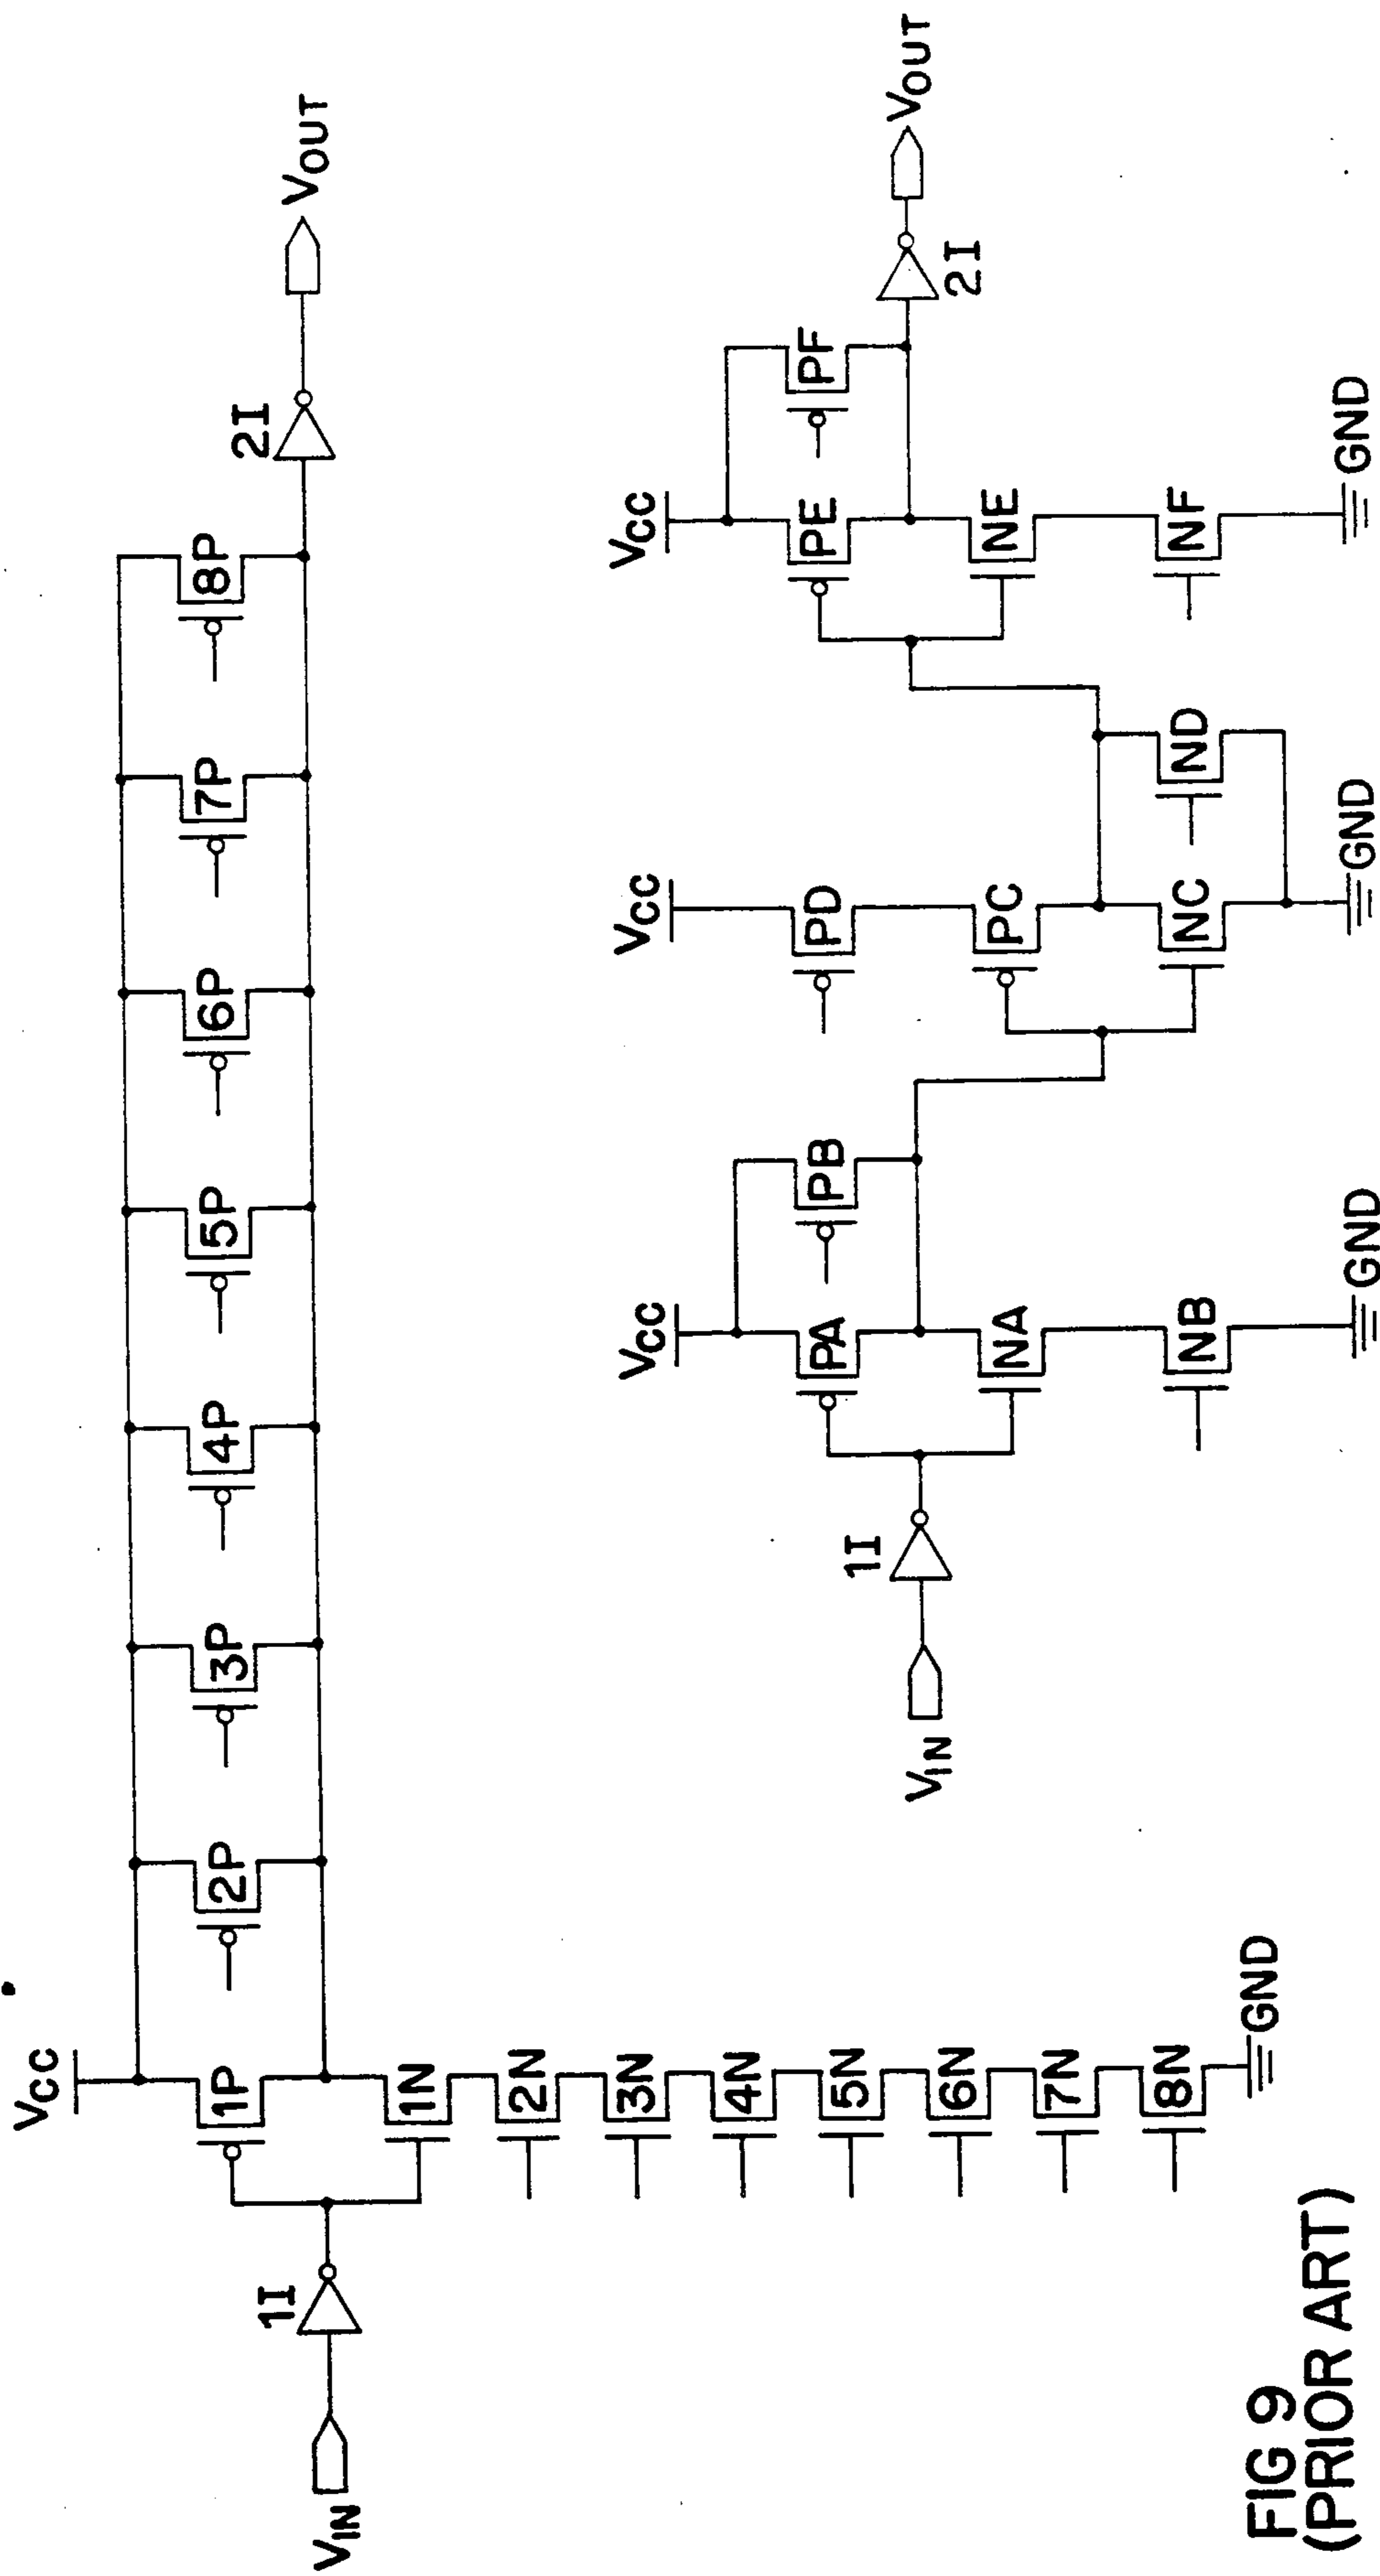 VCC
1P
2P
3P
4P
5P
6P
7P
8P
VIN
1I
2I
VOUT
1N
2N
3N
4N
5N
6N
7N
8N
GND
VCC
VCC
VCC
PA
PB
PD
PE
PF
VIN
1I
NA
PC
NE
2I
VOUT
NB
NC
ND
NF
GND
GND
GND
FIG 9
(PRIOR ART)